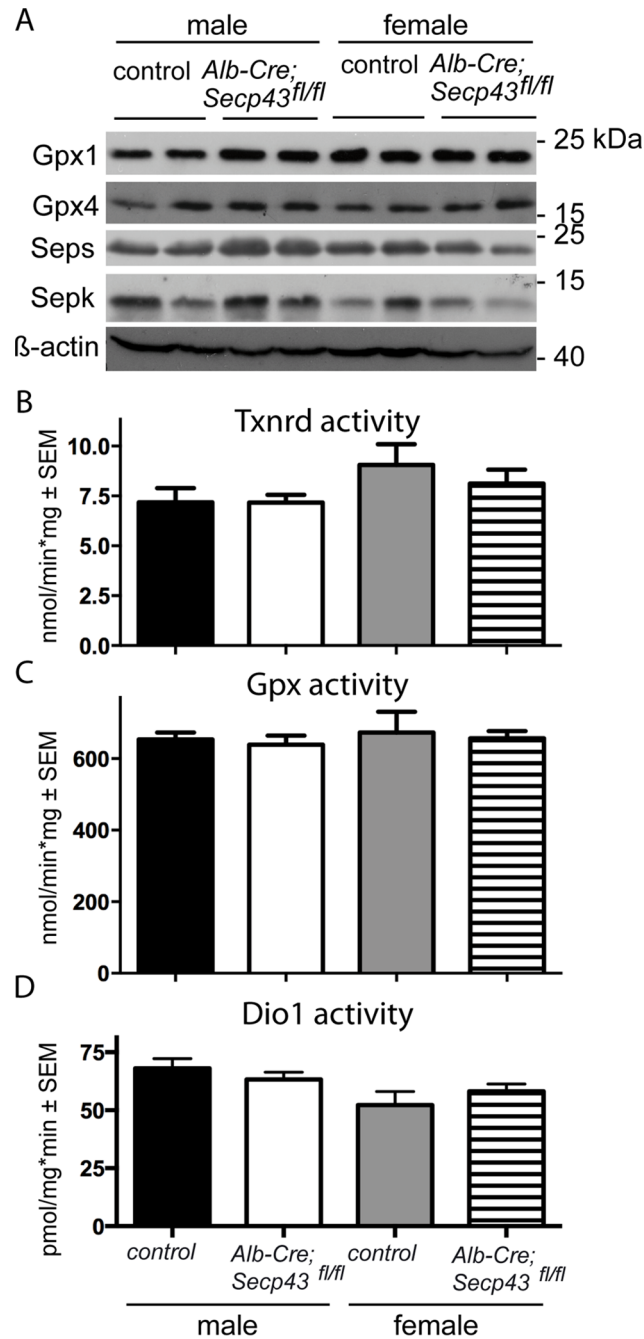 A
male female
control Alb-Cre; Secp43fl/fl control Alb-Cre; Secp43fl/fl
Gpx1
- 25 kDa
Gpx4
- 15
Seps
- 25
Sepk
- 15
ß-actin
- 40
B
Txnrd activity
nmol/min*mg ± SEM
10.0
7.5
5.0
2.5
0.0
C
Gpx activity
nmol/min*mg ± SEM
600
400
200
0
D
Dio1 activity
pmol/mg*min ± SEM
75
50
25
0
control Alb-Cre; Secp43 fl/fl control Alb-Cre; Secp43 fl/fl
male female